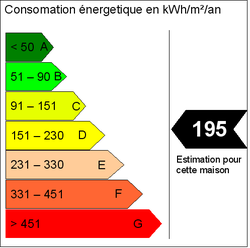 Consomation énergetique en kWh/m²/an
< 50 A
51 – 90 B
91 – 151 C
151 – 230 D
231 – 330 E
331 – 451 F
> 451 G
195
Estimation pour
cette maison